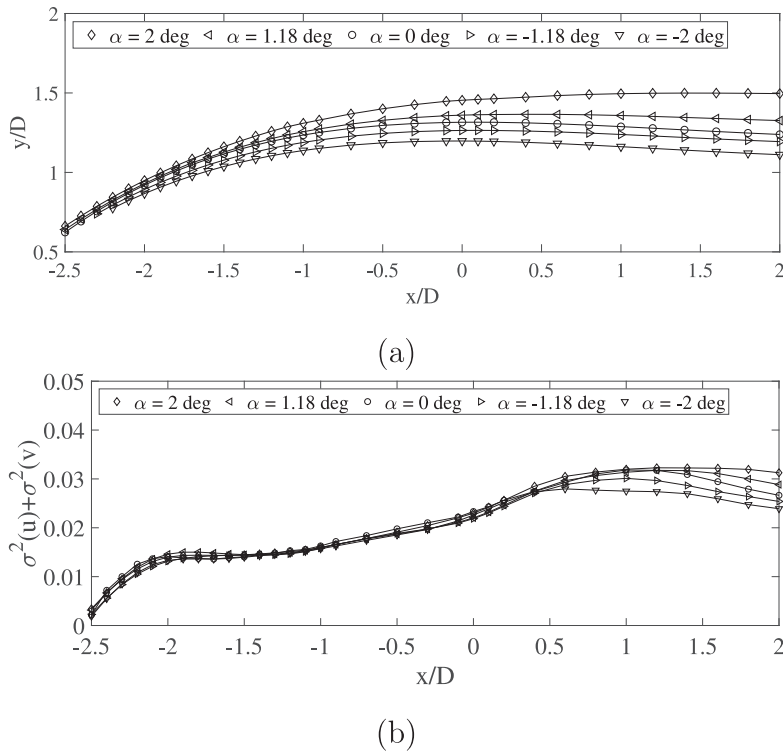 α = 2 deg α = 1.18 deg α = 0 deg α = -1.18 deg α = -2 deg
y/D
1.5
1
0.5
-2.5 -2 -1.5 -1 -0.5 0 0.5 1 1.5 2
x/D
(a)
α = 2 deg α = 1.18 deg α = 0 deg α = -1.18 deg α = -2 deg
σ²(u)+σ²(v)
0.05
0.04
0.03
0.02
0.01
0
-2.5 -2 -1.5 -1 -0.5 0 0.5 1 1.5 2
x/D
(b)